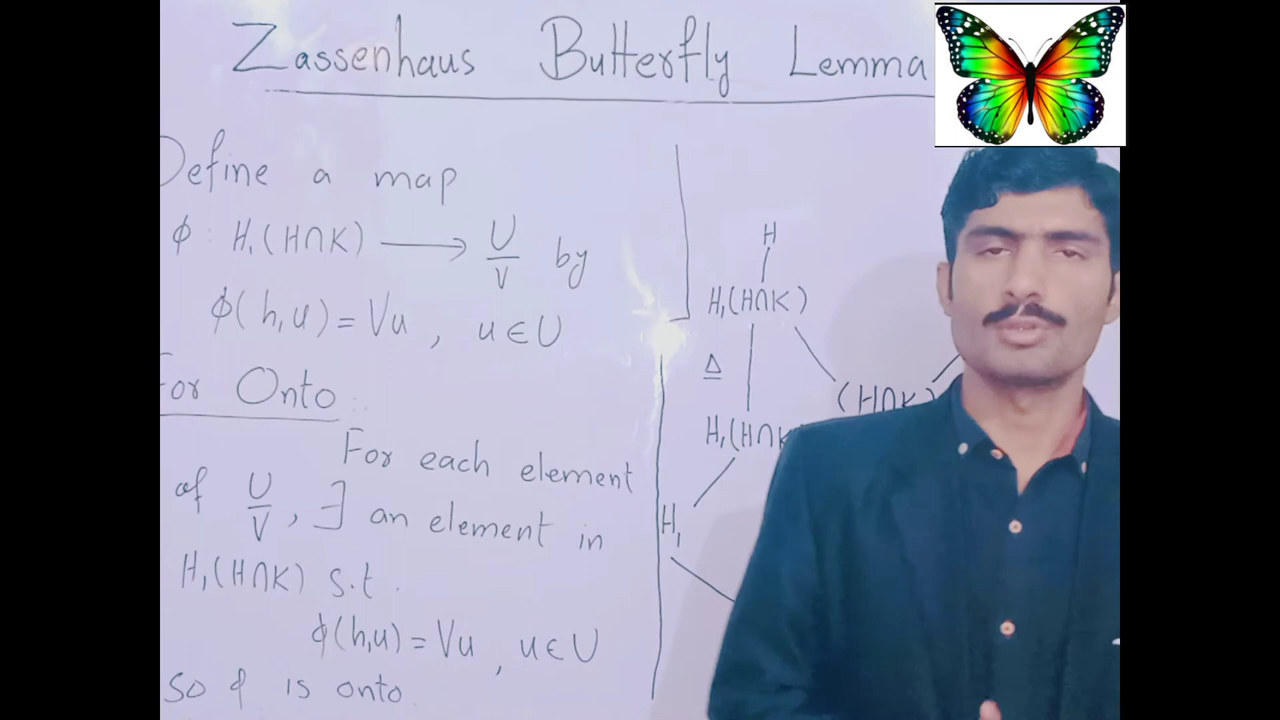 Zassenhaus Butterfly Lemma
Define a map
ϕ : H₁(H∩K) ⟶ U/V by
ϕ(h,u) = Vu , u ∈ U
For Onto
For each element
of U/V , ∃ an element in
H₁(H∩K) s.t.
ϕ(h,u) = Vu , u ∈ U
So ϕ is onto
H
H₁(H∩K)
Δ
(H∩K)
H₁(H∩K
H₁